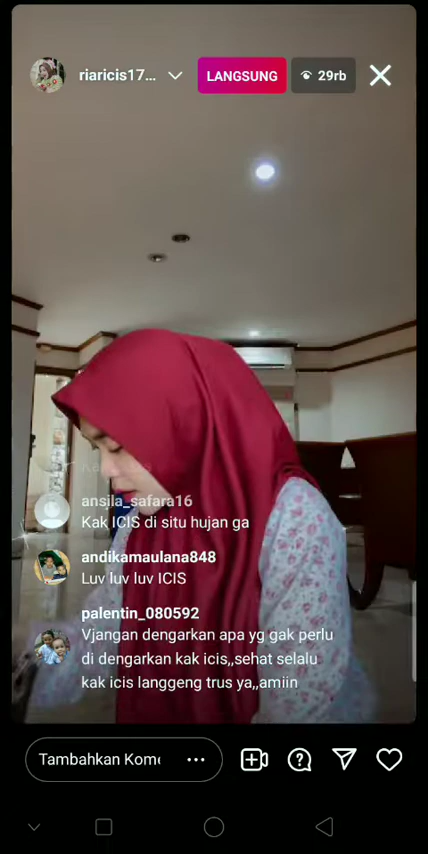 riaricis17...
LANGSUNG
29rb
ansila_safara16
Kak ICIS di situ hujan ga
andikamaulana848
Luv luv luv ICIS
palentin_080592
Vjangan dengarkan apa yg gak perlu
di dengarkan kak icis,,sehat selalu
kak icis langgeng trus ya,,amiin
Tambahkan Kome